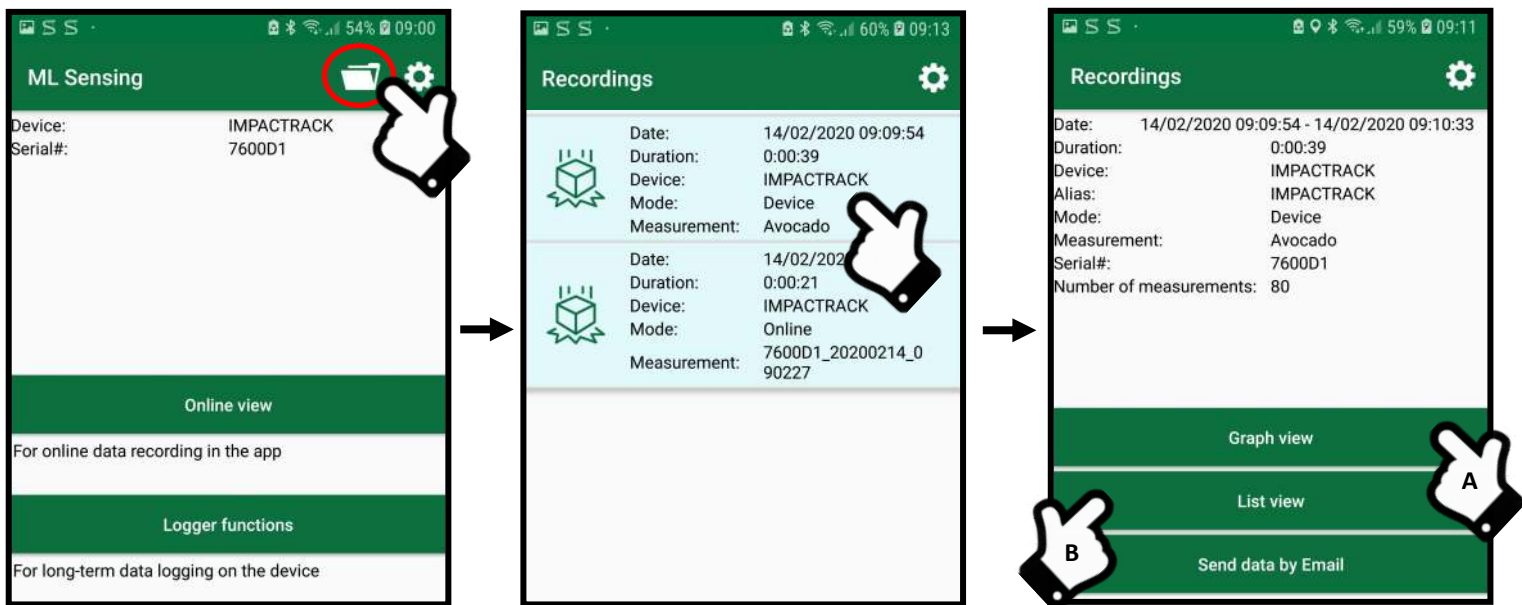 S S · 54% 09:00
ML Sensing
Device: IMPACTRACK
Serial#: 7600D1
Online view
For online data recording in the app
Logger functions
For long-term data logging on the device
S S · 60% 09:13
Recordings
Date: 14/02/2020 09:09:54
Duration: 0:00:39
Device: IMPACTRACK
Mode: Device
Measurement: Avocado
Date: 14/02/202
Duration: 0:00:21
Device: IMPACTRACK
Mode: Online
Measurement: 7600D1_20200214_0
90227
S S · 59% 09:11
Recordings
Date: 14/02/2020 09:09:54 - 14/02/2020 09:10:33
Duration: 0:00:39
Device: IMPACTRACK
Alias: IMPACTRACK
Mode: Device
Measurement: Avocado
Serial#: 7600D1
Number of measurements: 80
Graph view
A
List view
B
Send data by Email